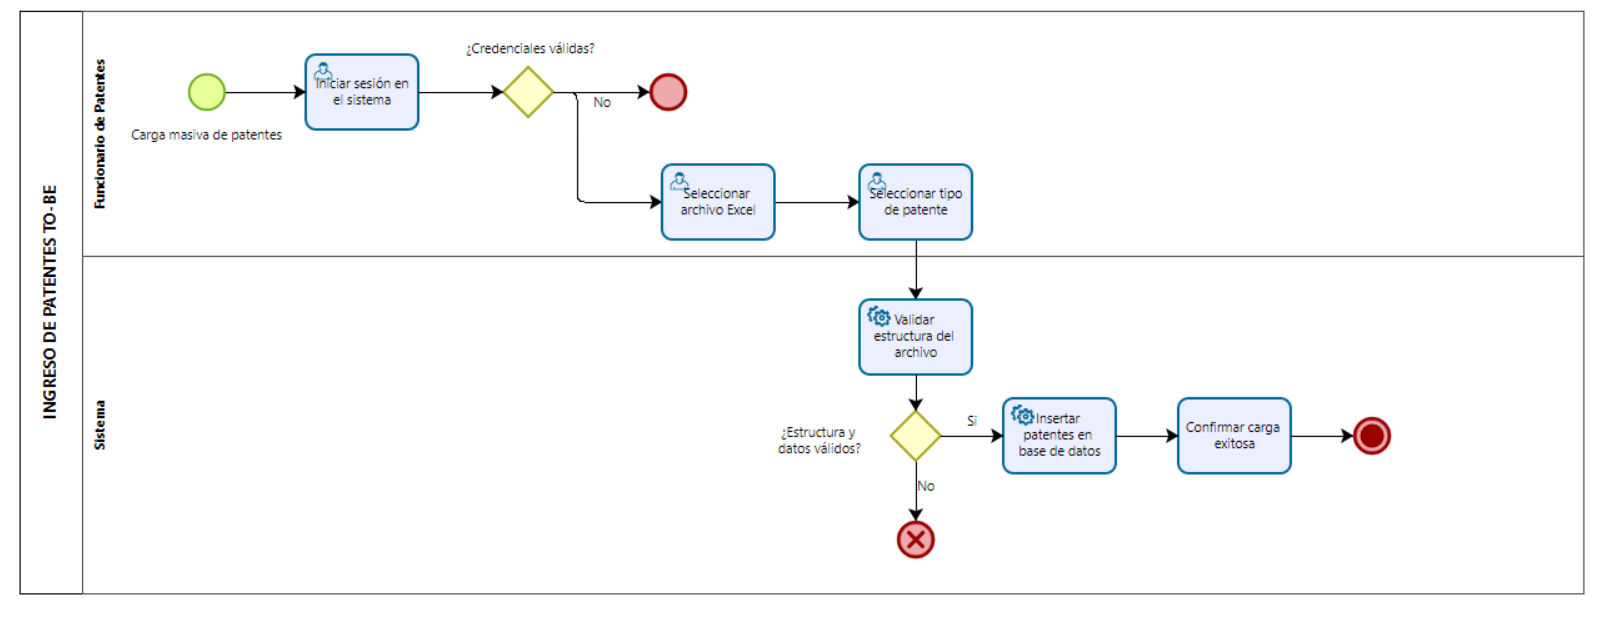 INGRESO DE PATENTES TO-BE
Funcionario de Patentes
Carga masiva de patentes
Iniciar sesión en
el sistema
¿Credenciales válidas?
No
Seleccionar
archivo Excel
Seleccionar tipo
de patente
Sistema
Validar
estructura del
archivo
¿Estructura y
datos válidos?
Si
No
Insertar
patentes en
base de datos
Confirmar carga
exitosa